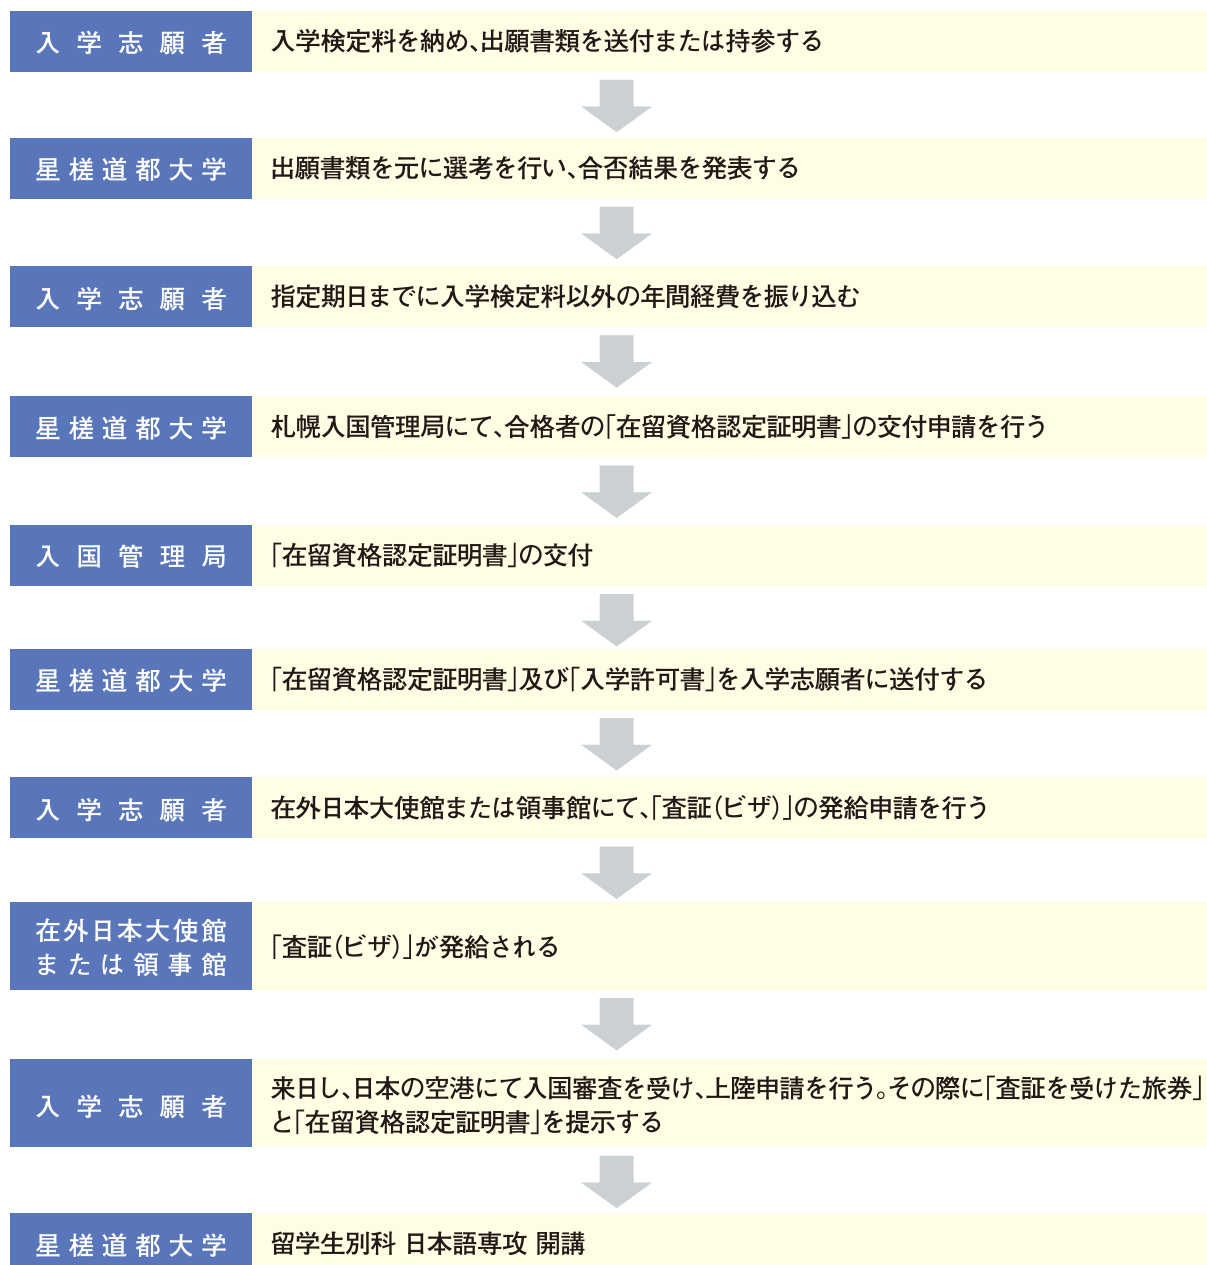 入学志願者
入学検定料を納め、出願書類を送付または持参する
星槎道都大学
出願書類を元に選考を行い、合否結果を発表する
入学志願者
指定期日までに入学検定料以外の年間経費を振り込む
星槎道都大学
札幌入国管理局にて、合格者の「在留資格認定証明書」の交付申請を行う
入国管理局
「在留資格認定証明書」の交付
星槎道都大学
「在留資格認定証明書」及び「入学許可書」を入学志願者に送付する
入学志願者
在外日本大使館または領事館にて、「査証（ビザ）」の発給申請を行う
在外日本大使館
または領事館
「査証（ビザ）」が発給される
入学志願者
来日し、日本の空港にて入国審査を受け、上陸申請を行う。その際に「査証を受けた旅券」
と「在留資格認定証明書」を提示する
星槎道都大学
留学生別科 日本語専攻 開講